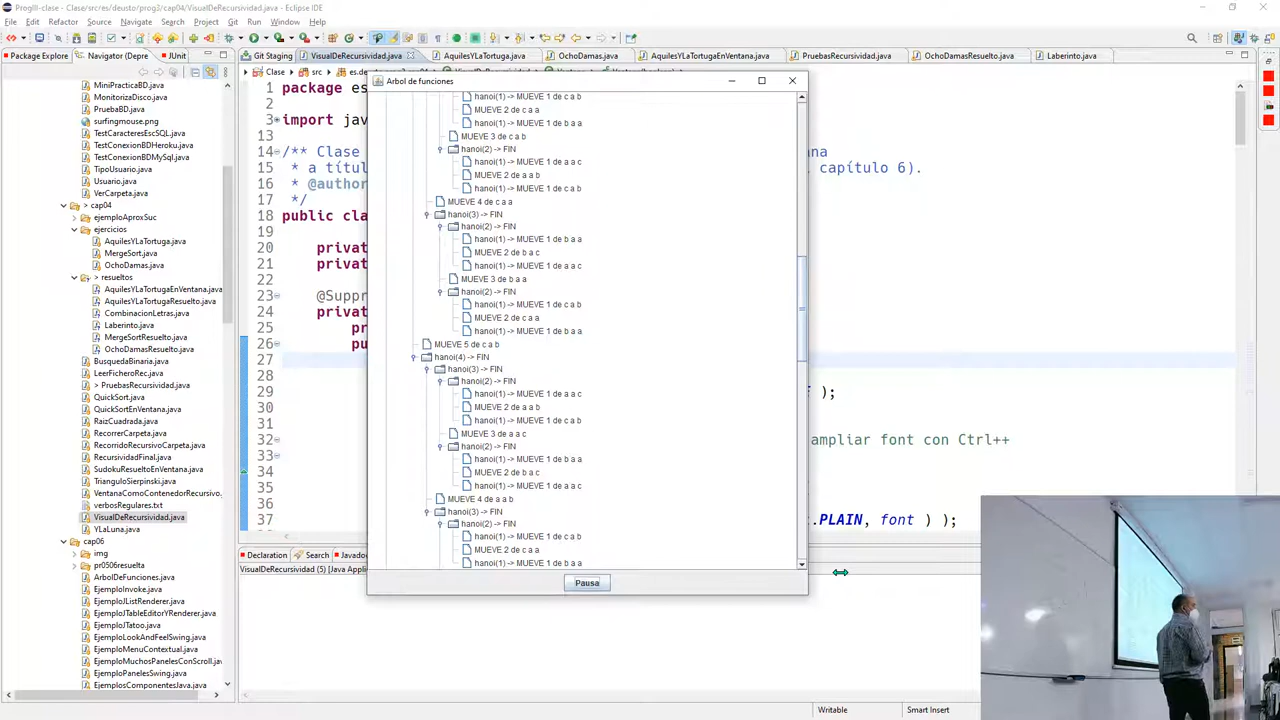 ProgIII-clase - Clase/src/res/deusto/prog3/cap04/VisualDeRecursividad.java - Eclipse IDE
File Edit Refactor Source Navigate Search Project Git Run Window Help
Package Explorer
Navigator (Depre
JUnit
Git Staging
VisualDeRecursividad.java
AquilesYLaTortuga.java
OchoDamas.java
AquilesYLaTortugaEnVentana.java
PruebasRecursividad.java
OchoDamasResuelto.java
Laberinto.java
MiniPracticaBD.java
MonitorizaDisco.java
PruebaBD.java
surfingmouse.png
TestCaracteresEscSQL.java
TestConexionBDHeroku.java
TestConexionBDMySql.java
TipoUsuario.java
Usuario.java
VerCarpeta.java
> cap04
ejemploAproxSuc
ejercicios
AquilesYLaTortuga.java
MergeSort.java
OchoDamas.java
> resueltos
AquilesYLaTortugaEnVentana.java
AquilesYLaTortugaResuelto.java
CombinacionLetras.java
Laberinto.java
MergeSortResuelto.java
OchoDamasResuelto.java
BusquedaBinaria.java
LeerFicheroRec.java
> PruebasRecursividad.java
QuickSort.java
QuickSortEnVentana.java
RaizCuadrada.java
RecorrerCarpeta.java
RecorridoRecursivoCarpeta.java
RecursividadFinal.java
SudokuResueltoEnVentana.java
TrianguloSierpinski.java
VentanaComoContenedorRecursivo.
verbosRegulares.txt
VisualDeRecursividad.java
YLaLuna.java
cap06
img
pr0506resuelta
ArbolDeFunciones.java
EjemploInvoke.java
EjemploJListRenderer.java
EjemploJTableEditorYRenderer.java
EjemploJTatoo.java
EjemploLookAndFeelSwing.java
EjemploMenuContextual.java
EjemploMuchosPanelesConScroll.java
EjemploPanelesSwing.java
EjemplosComponentesJava.java
Clase
src
1 package es
2
3 import jav
13
14 /** Clase
ana
15 * a títul
capítulo 6).
16 * @author
17 */
18 public cla
20 privat
21 privat
22
23 @Suppr
24 privat
25 pr
26 pu
27
28
);
29
30
ampliar font con Ctrl++
32
33
34
35
36
37
.PLAIN, font ) );
Arbol de funciones
hanoi(1) -> MUEVE 1 de c a b
MUEVE 2 de c a a
hanoi(1) -> MUEVE 1 de b a a
MUEVE 3 de c a b
hanoi(2) -> FIN
hanoi(1) -> MUEVE 1 de a a c
MUEVE 2 de a a b
hanoi(1) -> MUEVE 1 de c a b
MUEVE 4 de c a a
hanoi(3) -> FIN
hanoi(2) -> FIN
hanoi(1) -> MUEVE 1 de b a a
MUEVE 2 de b a c
hanoi(1) -> MUEVE 1 de a a c
MUEVE 3 de b a a
hanoi(2) -> FIN
hanoi(1) -> MUEVE 1 de c a b
MUEVE 2 de c a a
hanoi(1) -> MUEVE 1 de b a a
MUEVE 5 de c a b
hanoi(4) -> FIN
hanoi(3) -> FIN
hanoi(2) -> FIN
hanoi(1) -> MUEVE 1 de a a c
MUEVE 2 de a a b
hanoi(1) -> MUEVE 1 de c a b
MUEVE 3 de a a c
hanoi(2) -> FIN
hanoi(1) -> MUEVE 1 de b a a
MUEVE 2 de b a c
hanoi(1) -> MUEVE 1 de a a c
MUEVE 4 de a a b
hanoi(3) -> FIN
hanoi(2) -> FIN
hanoi(1) -> MUEVE 1 de c a b
MUEVE 2 de c a a
hanoi(1) -> MUEVE 1 de b a a
Pausa
Declaration
Search
Javadoc
VisualDeRecursividad (5) [Java Appli
Writable
Smart Insert